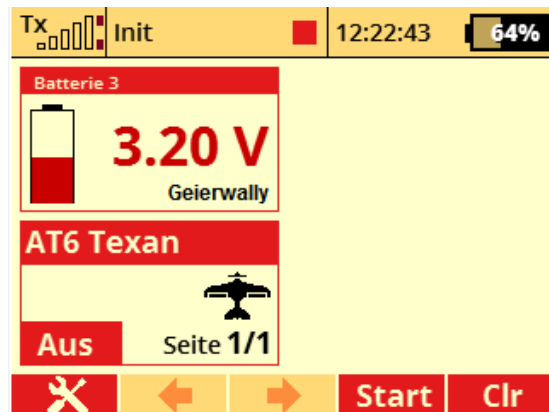 Tx Init 12:22:43 64%
Batterie 3
3.20 V
Geierwally
AT6 Texan
Aus Seite 1/1
Start Clr